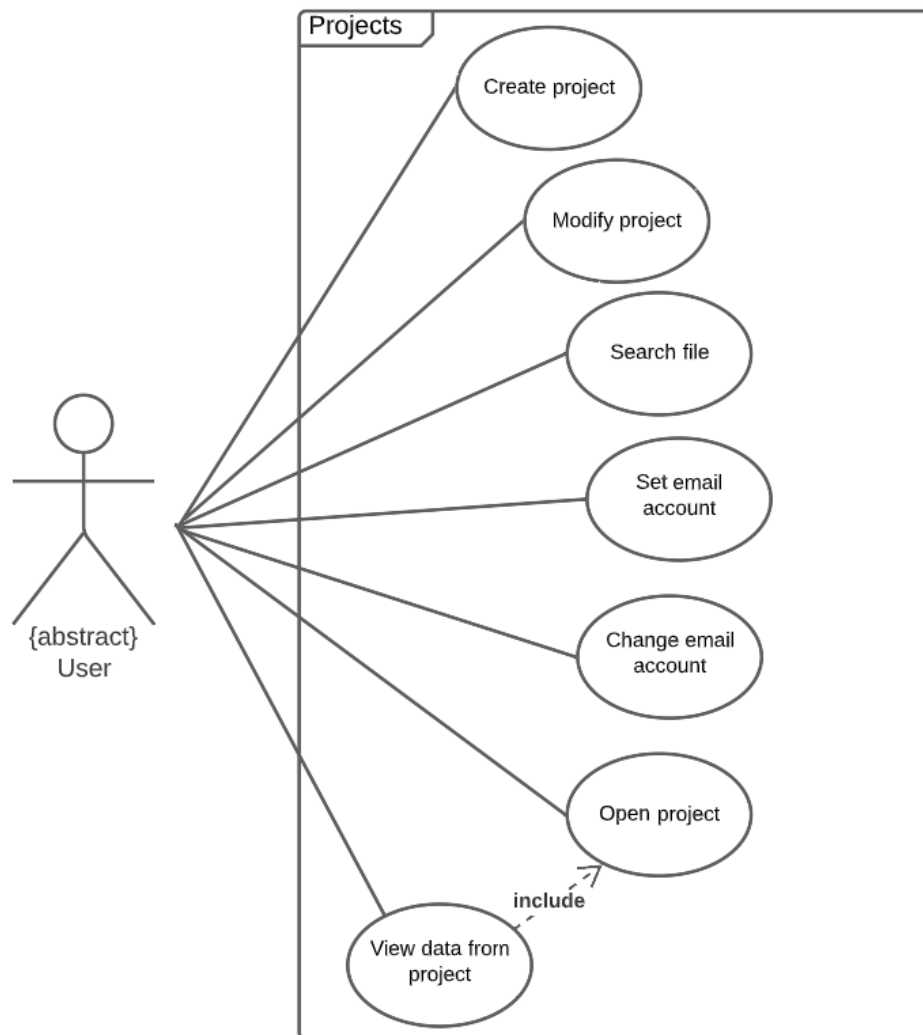 Projects
Create project
Modify project
Search file
Set email
account
Change email
account
{abstract}
User
Open project
include
View data from
project